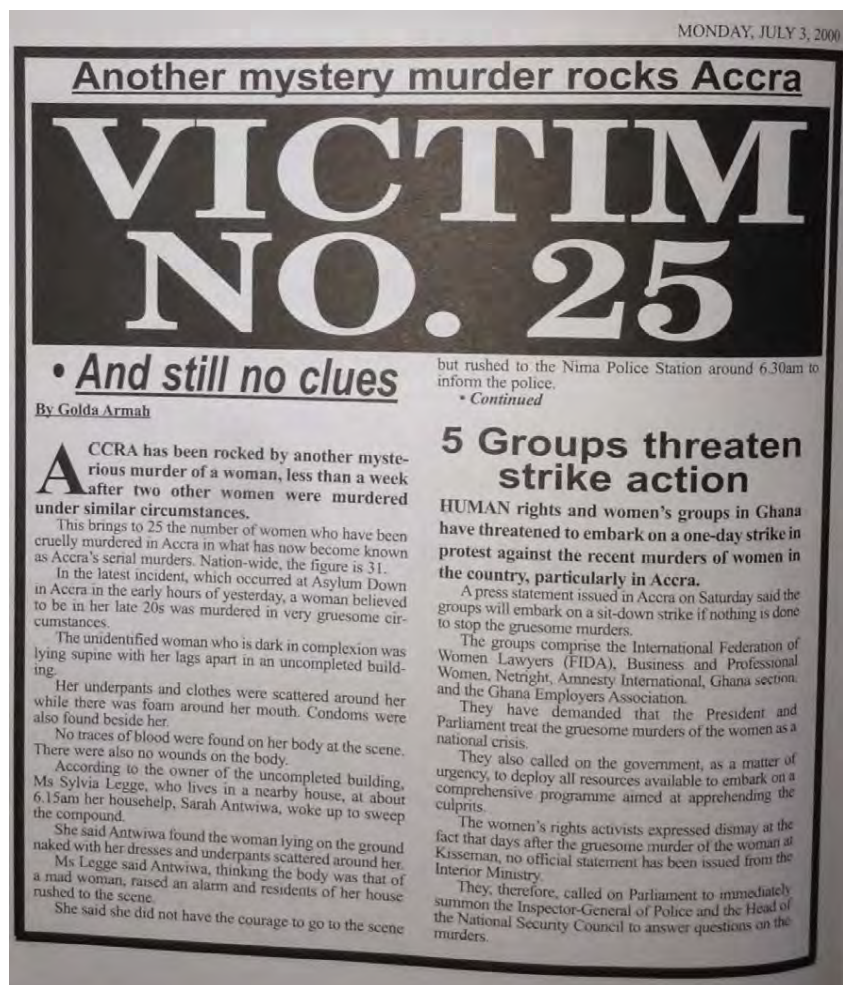 MONDAY, JULY 3, 2000
Another mystery murder rocks Accra
VICTIM
NO. 25
• And still no clues
By Golda Armah
ACCRA has been rocked by another myste-
rious murder of a woman, less than a week
after two other women were murdered
under similar circumstances.
This brings to 25 the number of women who have been
cruelly murdered in Accra in what has now become known
as Accra's serial murders. Nation-wide, the figure is 31.
In the latest incident, which occurred at Asylum Down
in Accra in the early hours of yesterday, a woman believed
to be in her late 20s was murdered in very gruesome cir-
cumstances.
The unidentified woman who is dark in complexion was
lying supine with her lags apart in an uncompleted build-
ing.
Her underpants and clothes were scattered around her
while there was foam around her mouth. Condoms were
also found beside her.
No traces of blood were found on her body at the scene.
There were also no wounds on the body.
According to the owner of the uncompleted building,
Ms Sylvia Legge, who lives in a nearby house, at about
6.15am her househelp, Sarah Antwiwa, woke up to sweep
the compound.
She said Antwiwa found the woman lying on the ground
naked with her dresses and underpants scattered around her.
Ms Legge said Antwiwa, thinking the body was that of
a mad woman, raised an alarm and residents of her house
rushed to the scene.
She said she did not have the courage to go to the scene
but rushed to the Nima Police Station around 6.30am to
inform the police.
• Continued
5 Groups threaten
strike action
HUMAN rights and women's groups in Ghana
have threatened to embark on a one-day strike in
protest against the recent murders of women in
the country, particularly in Accra.
A press statement issued in Accra on Saturday said the
groups will embark on a sit-down strike if nothing is done
to stop the gruesome murders.
The groups comprise the International Federation of
Women Lawyers (FIDA), Business and Professional
Women, Netright, Amnesty International, Ghana section,
and the Ghana Employers Association.
They have demanded that the President and
Parliament treat the gruesome murders of the women as a
national crisis.
They also called on the government, as a matter of
urgency, to deploy all resources available to embark on a
comprehensive programme aimed at apprehending the
culprits.
The women's rights activists expressed dismay at the
fact that days after the gruesome murder of the woman at
Kisseman, no official statement has been issued from the
Interior Ministry.
They, therefore, called on Parliament to immediately
summon the Inspector-General of Police and the Head of
the National Security Council to answer questions on the
murders.